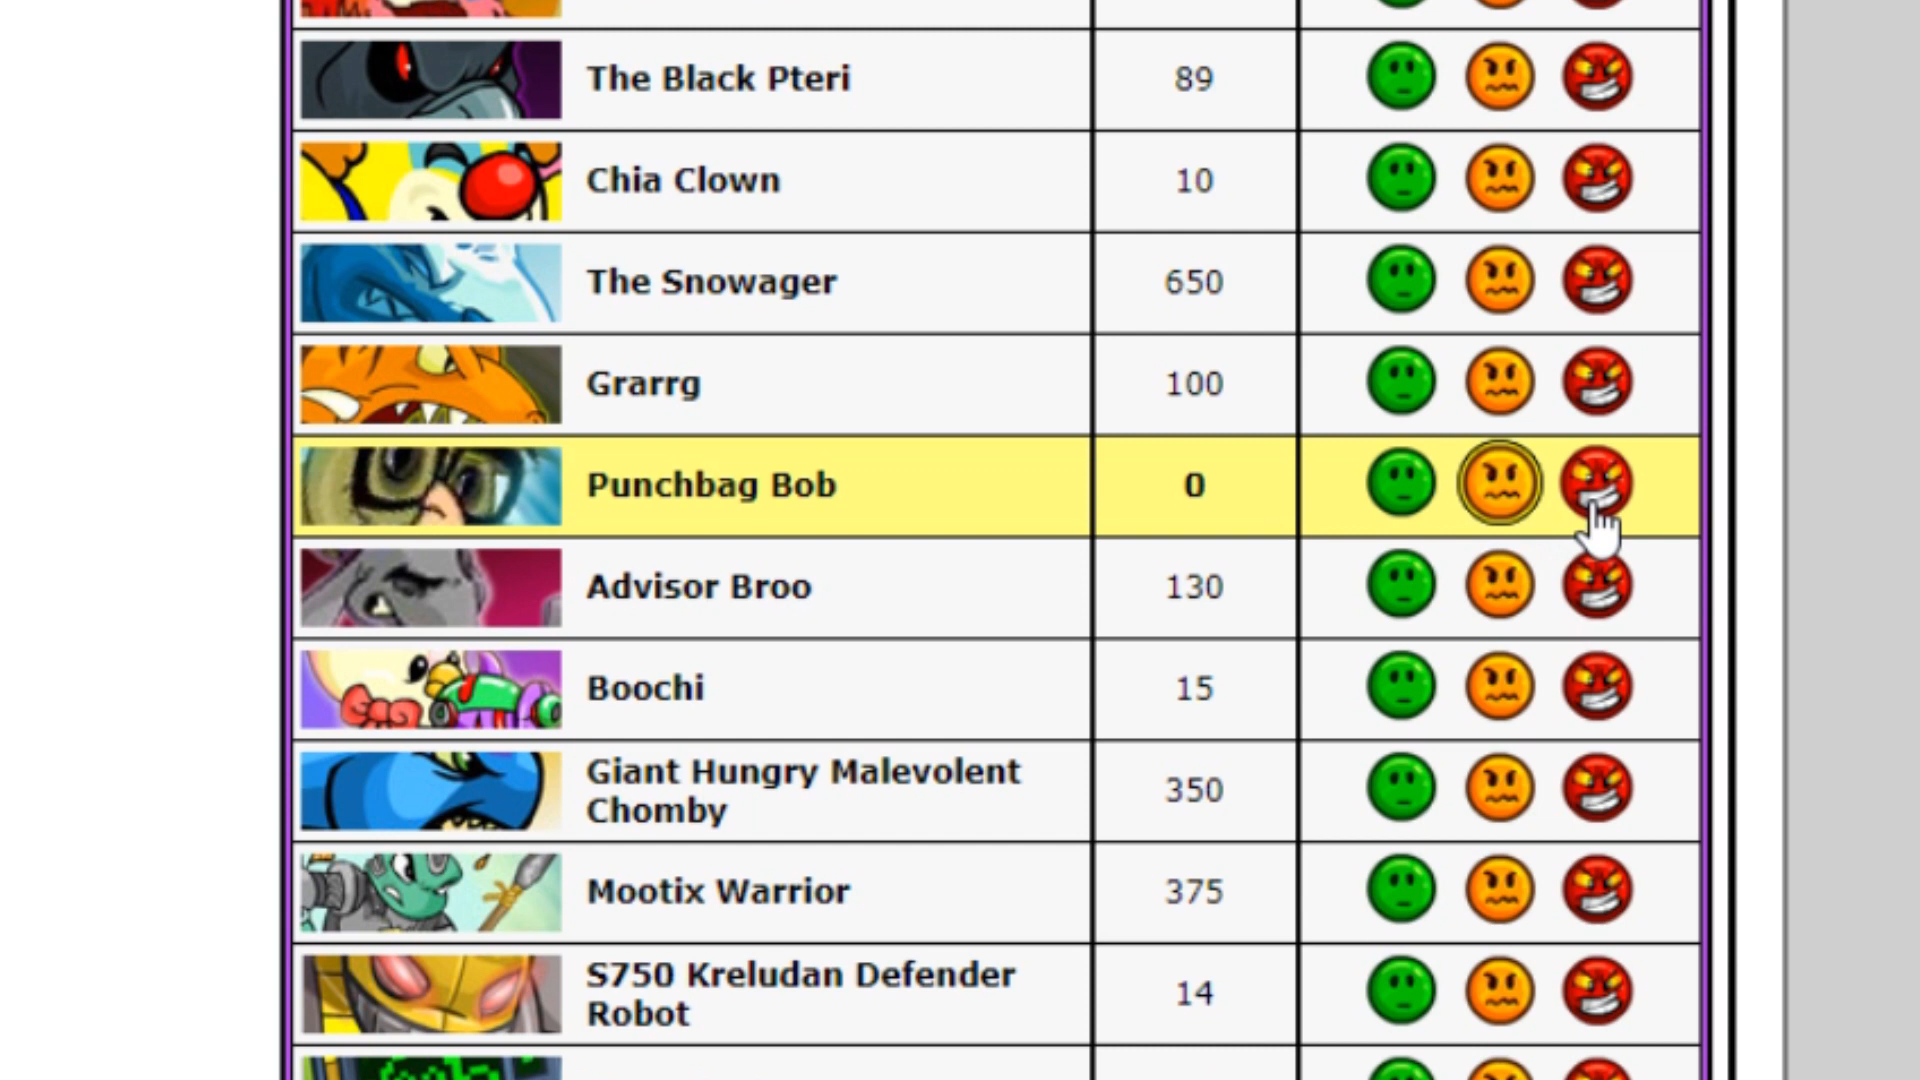 The Black Pteri 89
Chia Clown 10
The Snowager 650
Grarrg 100
Punchbag Bob 0
Advisor Broo 130
Boochi 15
Giant Hungry Malevolent
Chomby 350
Mootix Warrior 375
S750 Kreludan Defender
Robot 14